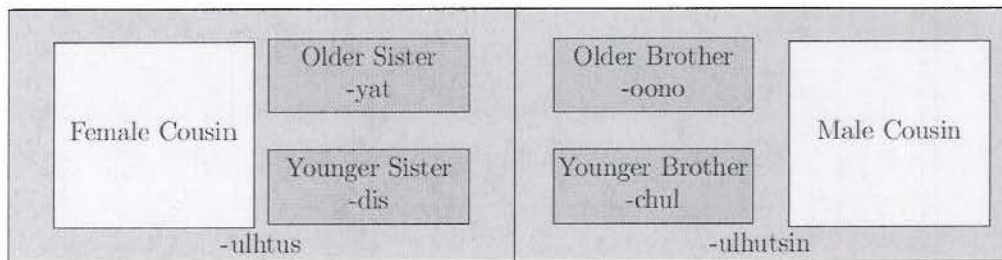 Older Sister
-yat
Female Cousin
Younger Sister
-dis
-ulhtus
Older Brother
-oono
Male Cousin
Younger Brother
-chul
-ulhutsin